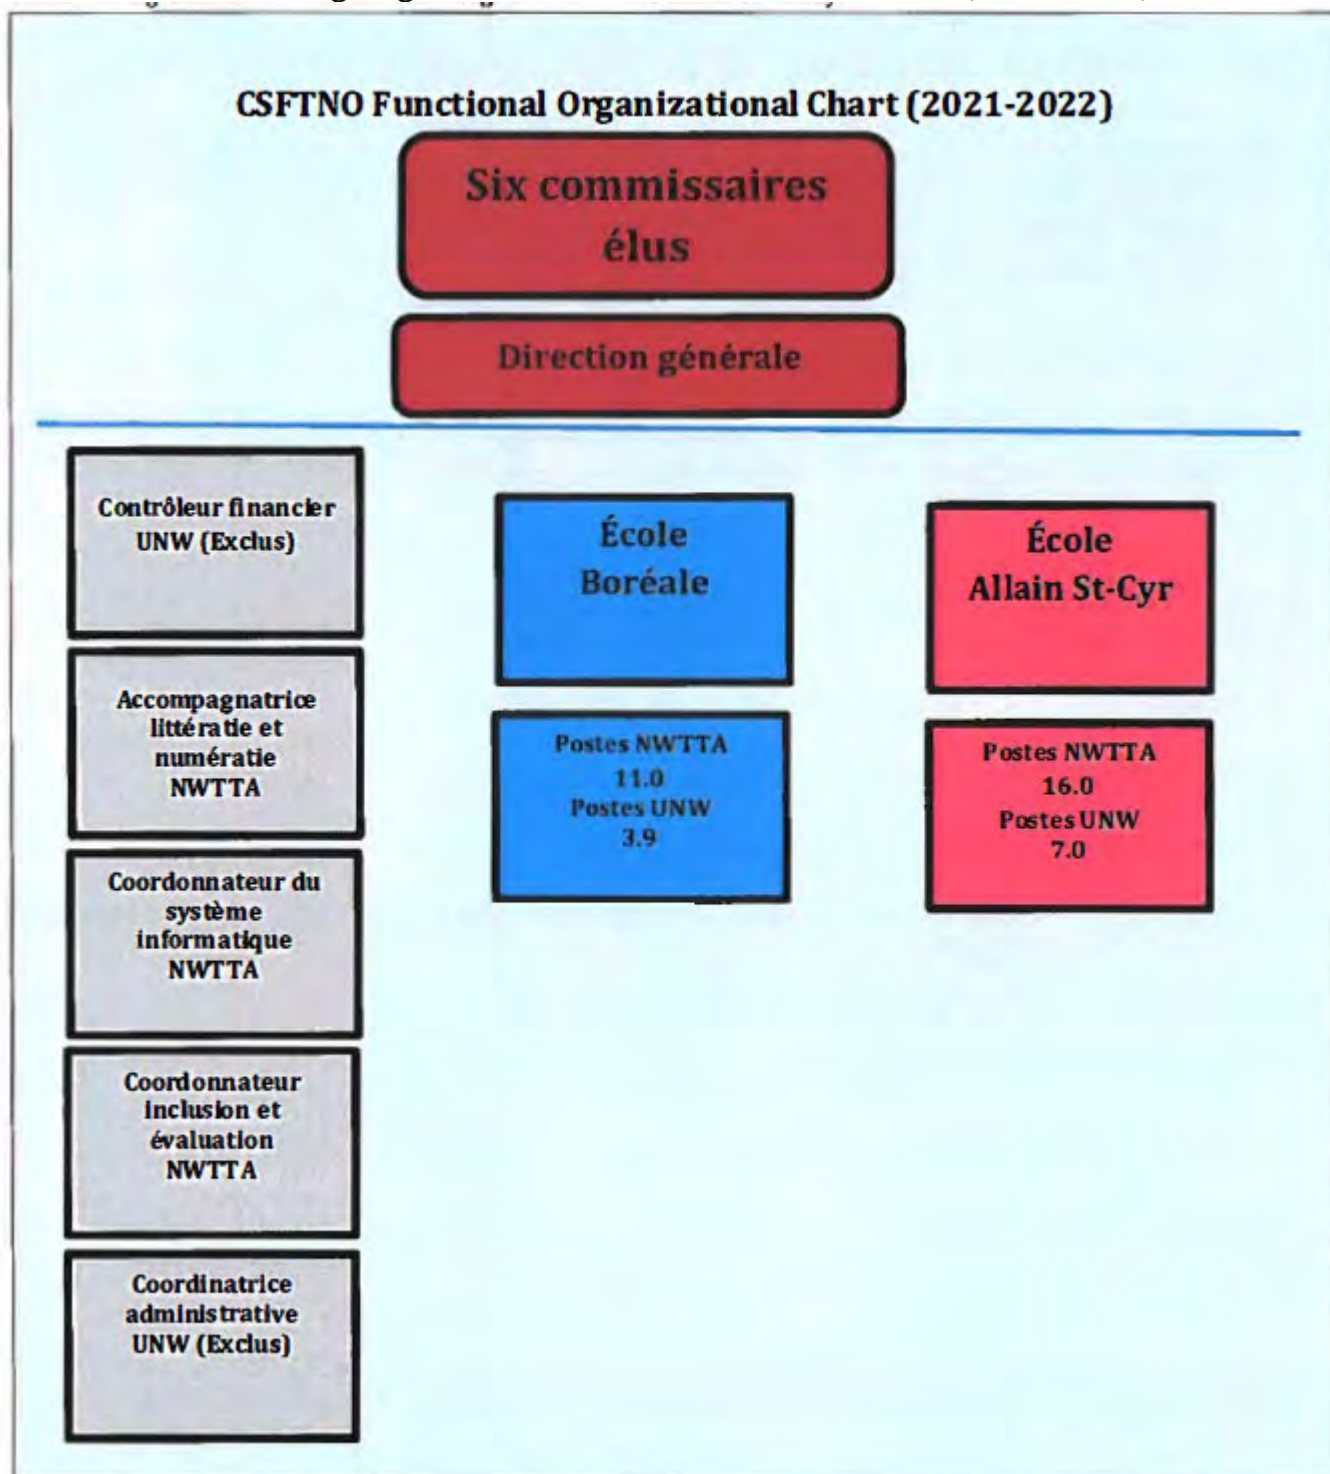 CSFTNO Functional Organizational Chart (2021-2022)
Six commissaires
élus
Direction générale
Contrôleur financier
UNW (Exclus)
Accompagnatrice
littératie et
numératie
NWTTA
Coordonnateur du
système
informatique
NWTTA
Coordonnateur
inclusion et
évaluation
NWTTA
Coordinatrice
administrative
UNW (Exclus)
École
Boréale
Postes NWTTA
11.0
Postes UNW
3.9
École
Allain St-Cyr
Postes NWTTA
16.0
Postes UNW
7.0